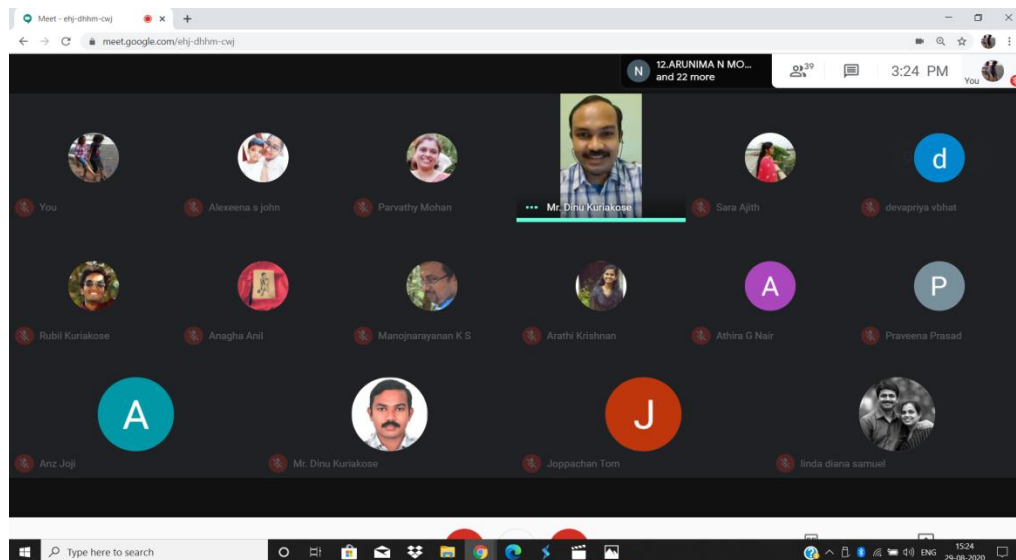 Meet - ehj-dhhm-cwj
meet.google.com/ehj-dhhm-cwj
N 12.ARUNIMA N MO...
and 22 more
39
3:24 PM
You
d
You
Alexeena s john
Parvathy Mohan
Mr. Dinu Kuriakose
Sara Ajith
devapriya vbhat
A
P
Rubil Kuriakose
Anagha Anil
Manojnarayanan K S
Arathi Krishnan
Athira G Nair
Praveena Prasad
A
J
Anz Joji
Mr. Dinu Kuriakose
Joppachan Tom
linda diana samuel
Type here to search
ENG
15:24
29-08-2020